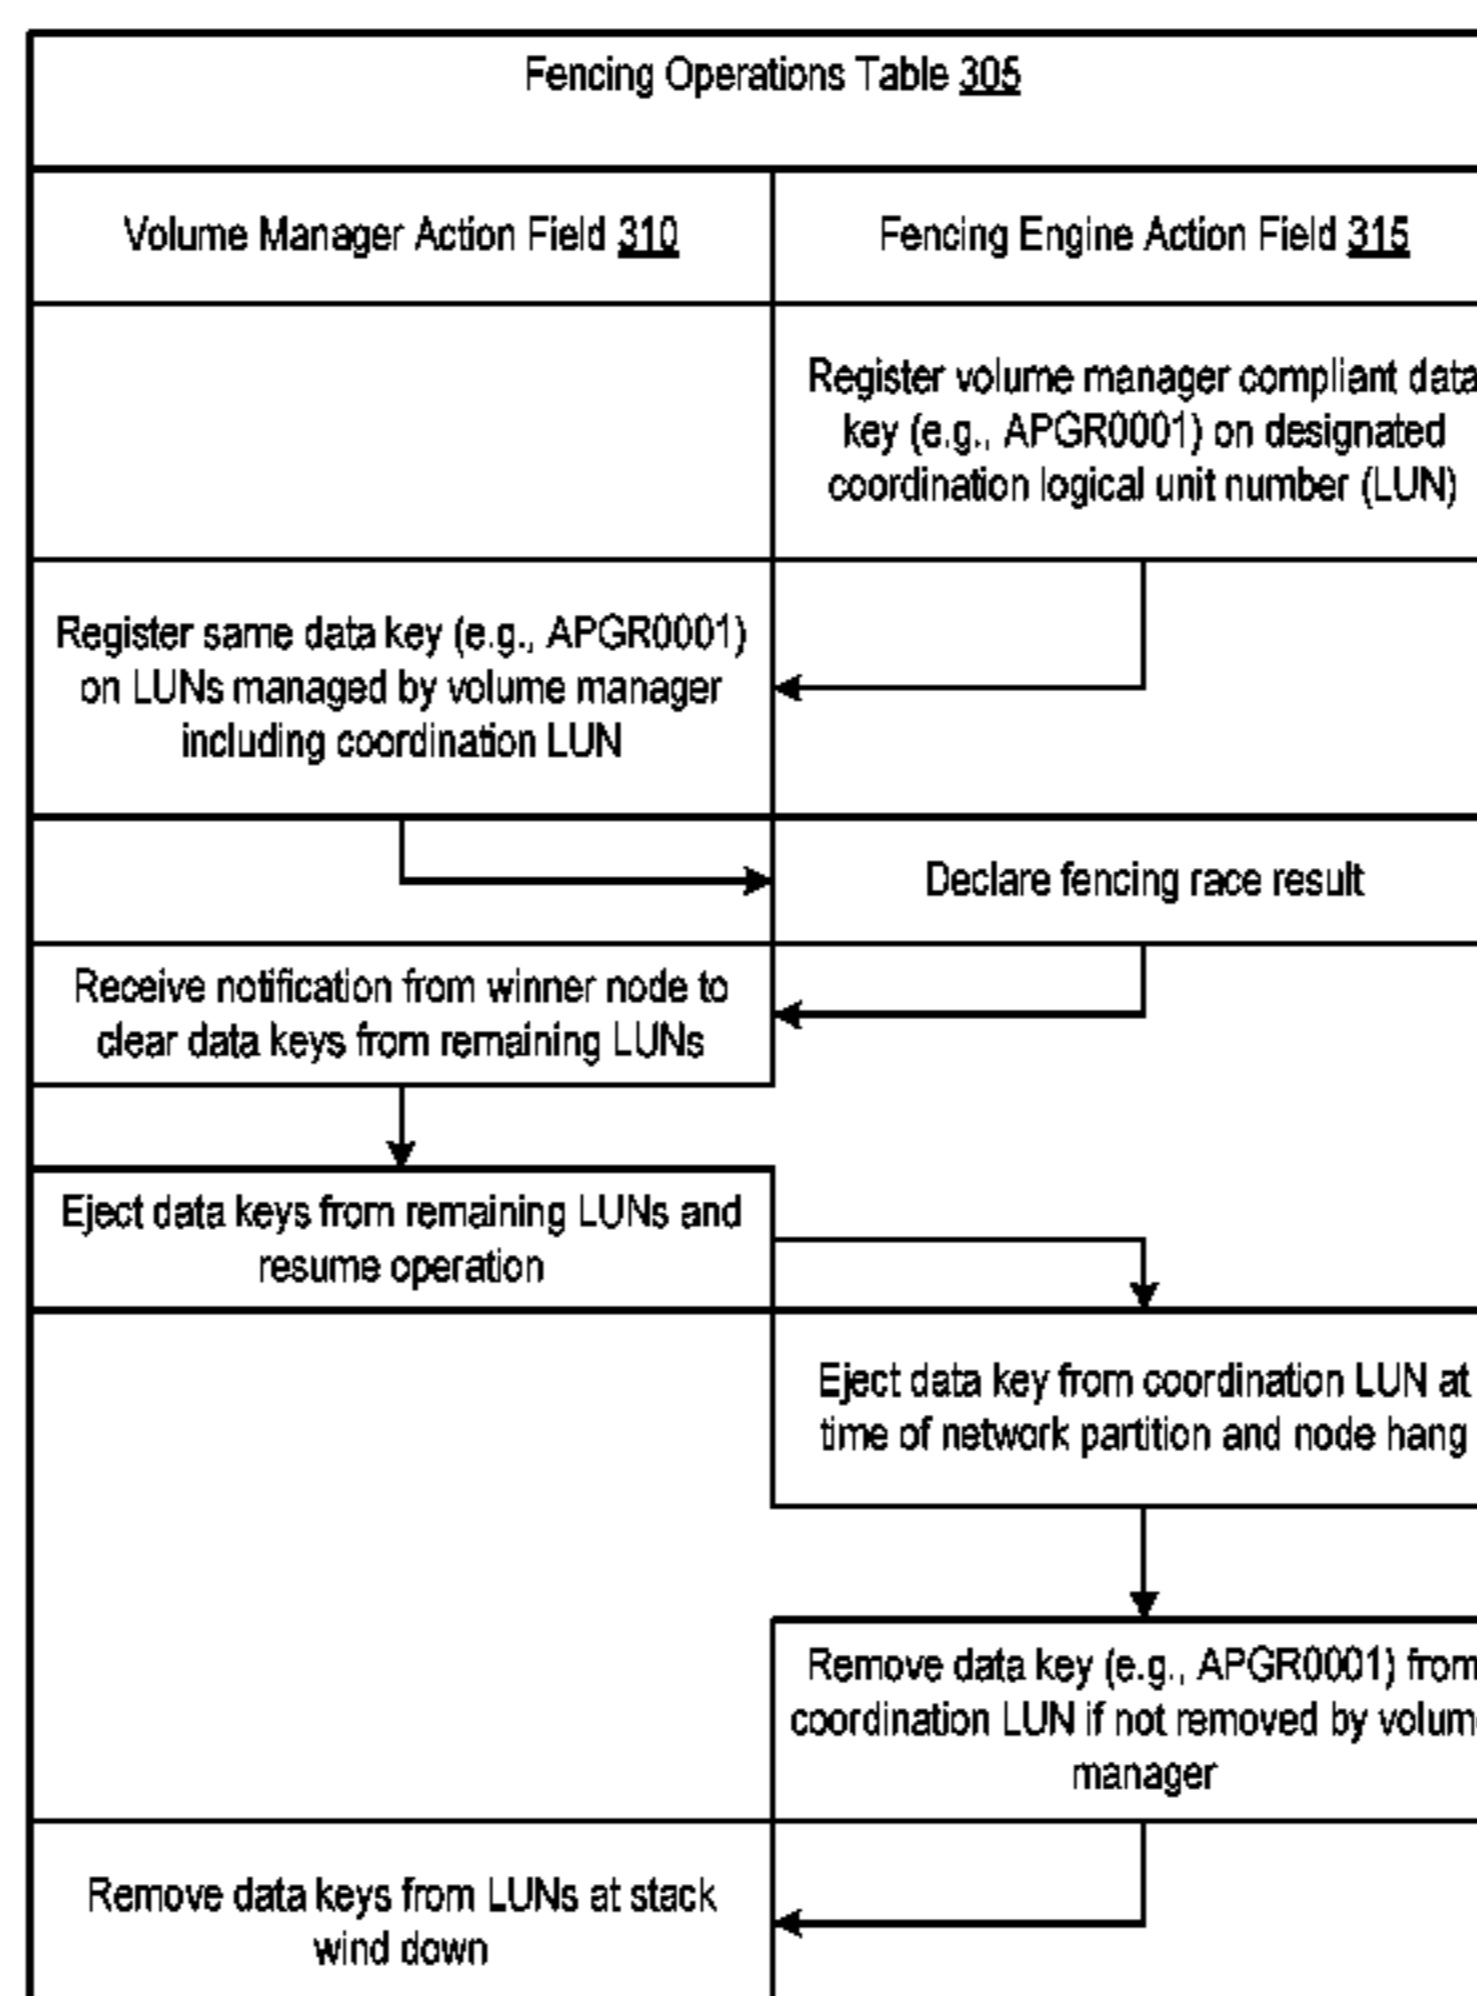 Fencing Operations Table 305
Volume Manager Action Field 310
Fencing Engine Action Field 315
Register volume manager compliant data
key (e.g., APGR0001) on designated
coordination logical unit number (LUN)
Register same data key (e.g., APGR0001)
on LUNs managed by volume manager
including coordination LUN
Declare fencing race result
Receive notification from winner node to
clear data keys from remaining LUNs
Eject data keys from remaining LUNs and
resume operation
Eject data key from coordination LUN at
time of network partition and node hang
Remove data key (e.g., APGR0001) from
coordination LUN if not removed by volume
manager
Remove data keys from LUNs at stack
wind down